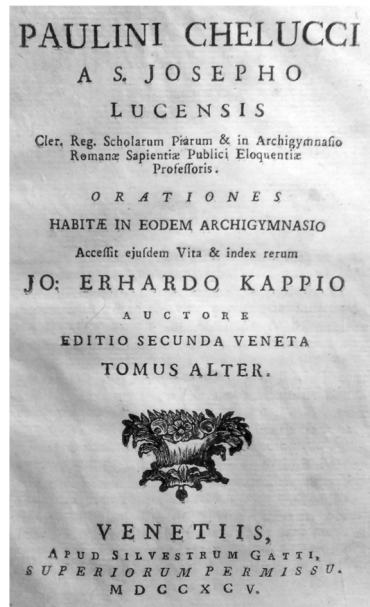 PAULINI CHELUCCI
A S. JOSEPHO
LUCENSIS
Cler. Reg. Scholarum Piarum & in Archigymnasio
Romanæ Sapientiæ Publici Eloquentiæ
Profeſſoris.
ORATIONES
HABITÆ IN EODEM ARCHIGYMNASIO
Acceſſit ejuſdem Vita & index rerum
JO: ERHARDO KAPPIO
AUCTORE
EDITIO SECUNDA VENETA
TOMUS ALTER.
VENETIIS,
APUD SILVESTRUM GATTI,
SUPERIORUM PERMISSU.
MDCCXCV.